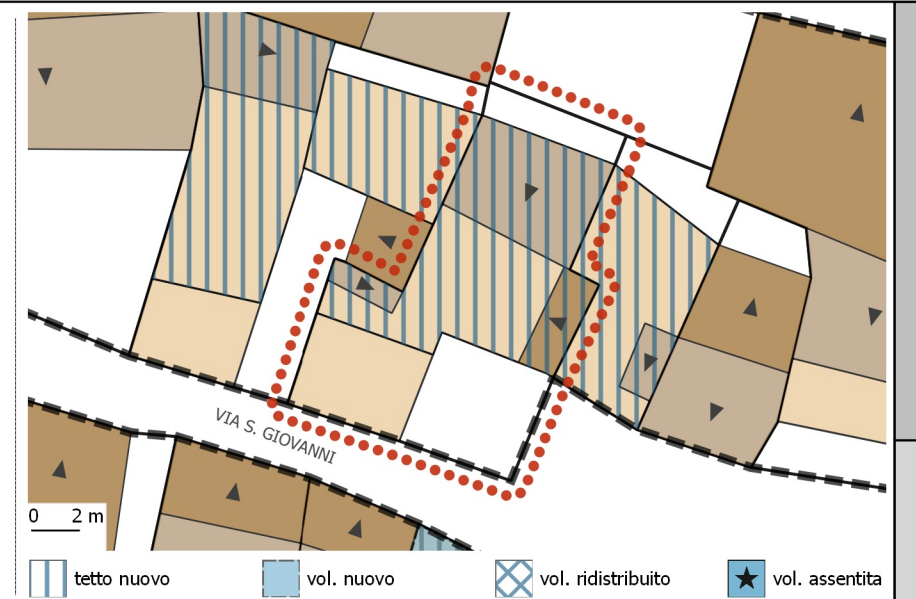 VIA S. GIOVANNI
0 2 m
tetto nuovo
vol. nuovo
vol. ridistribuito
vol. assentita